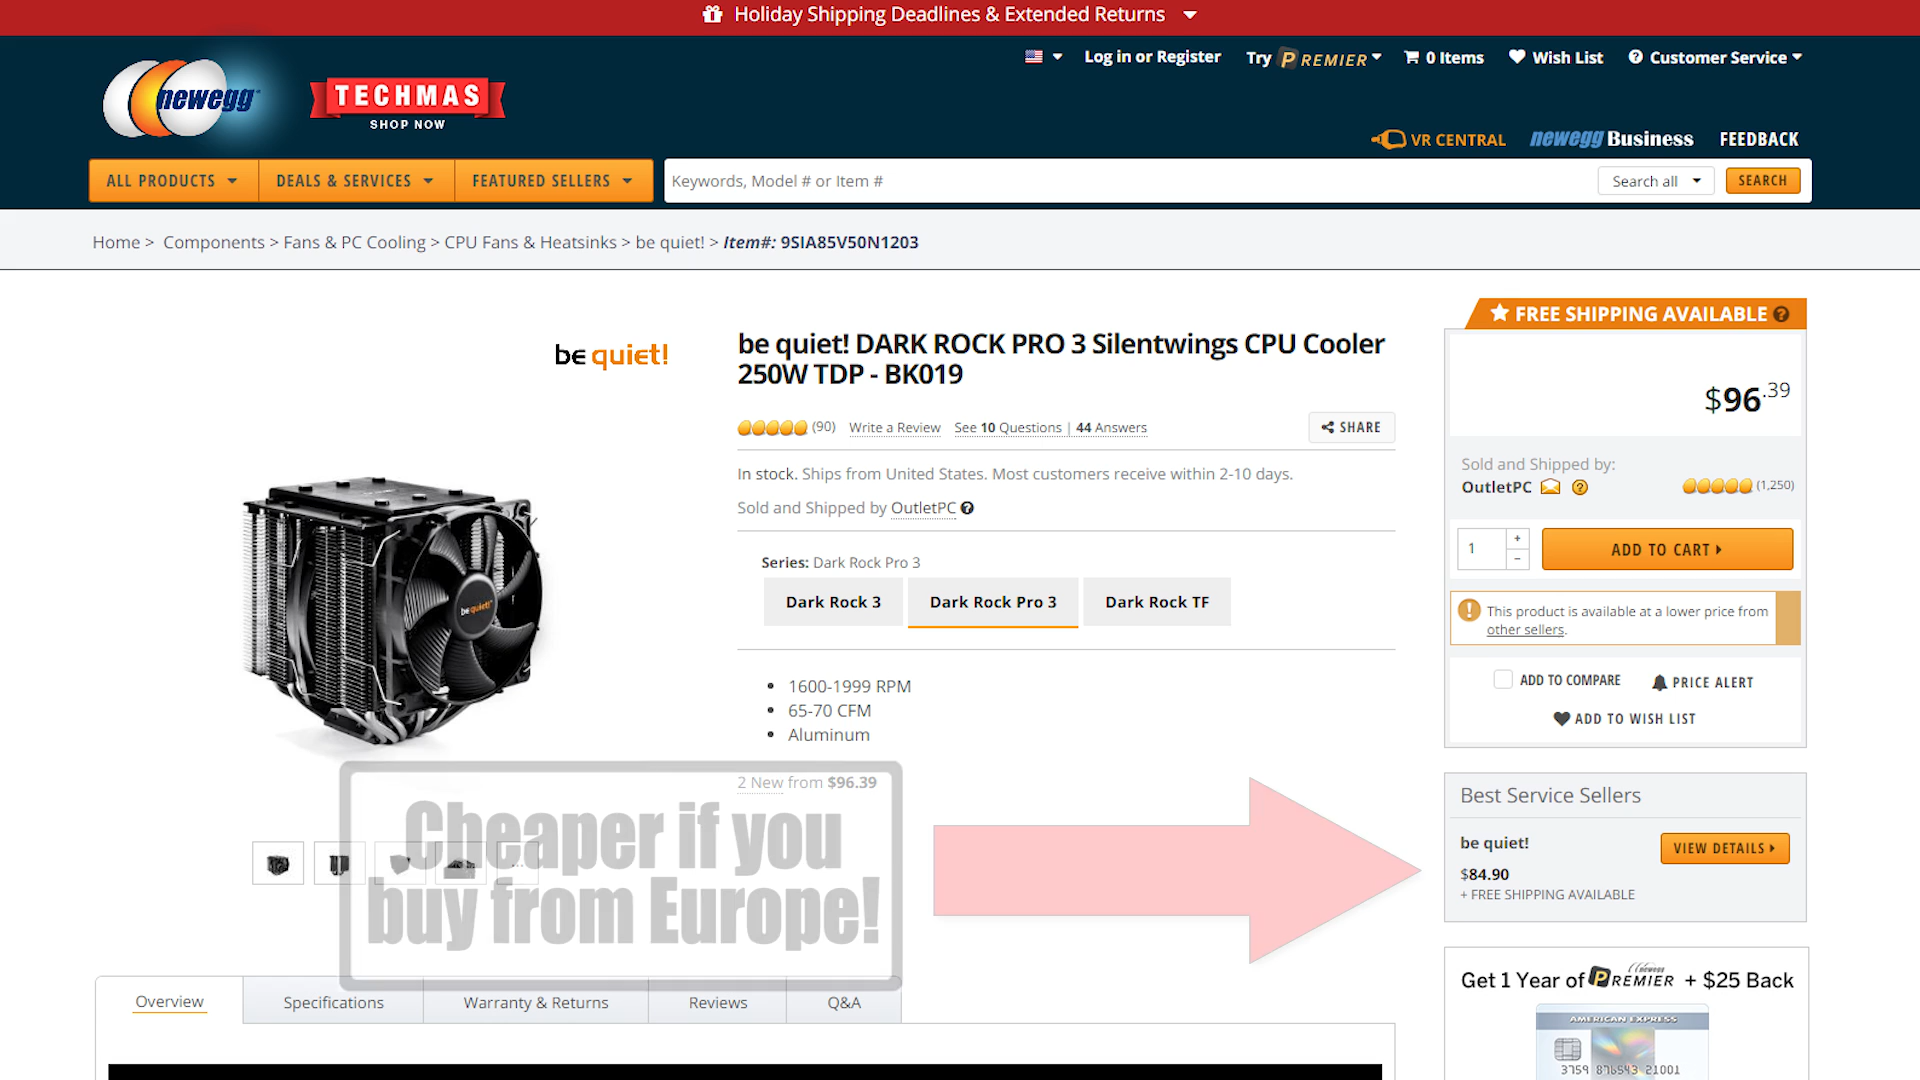 Holiday Shipping Deadlines & Extended Returns
Log in or Register
Try PREMIER
0 Items
Wish List
Customer Service
newegg
TECHMAS
SHOP NOW
VR CENTRAL
newegg Business
FEEDBACK
ALL PRODUCTS
DEALS & SERVICES
FEATURED SELLERS
Keywords, Model # or Item #
Search all
SEARCH
Home > Components > Fans & PC Cooling > CPU Fans & Heatsinks > be quiet! > Item#: 9SIA85V50N1203
be quiet!
be quiet! DARK ROCK PRO 3 Silentwings CPU Cooler
250W TDP - BK019
(90) Write a Review See 10 Questions | 44 Answers
SHARE
In stock. Ships from United States. Most customers receive within 2-10 days.
Sold and Shipped by OutletPC
Series: Dark Rock Pro 3
Dark Rock 3
Dark Rock Pro 3
Dark Rock TF
1600-1999 RPM
65-70 CFM
Aluminum
2 New from $96.39
be quiet!
Cheaper if you
buy from Europe!
Overview
Specifications
Warranty & Returns
Reviews
Q&A
FREE SHIPPING AVAILABLE
$96.39
Sold and Shipped by:
OutletPC
(1,250)
1
+
−
ADD TO CART
This product is available at a lower price from
other sellers.
ADD TO COMPARE
PRICE ALERT
ADD TO WISH LIST
Best Service Sellers
be quiet!
VIEW DETAILS
$84.90
+ FREE SHIPPING AVAILABLE
Get 1 Year of newegg PREMIER + $25 Back
AMERICAN EXPRESS
3759 876543 21001